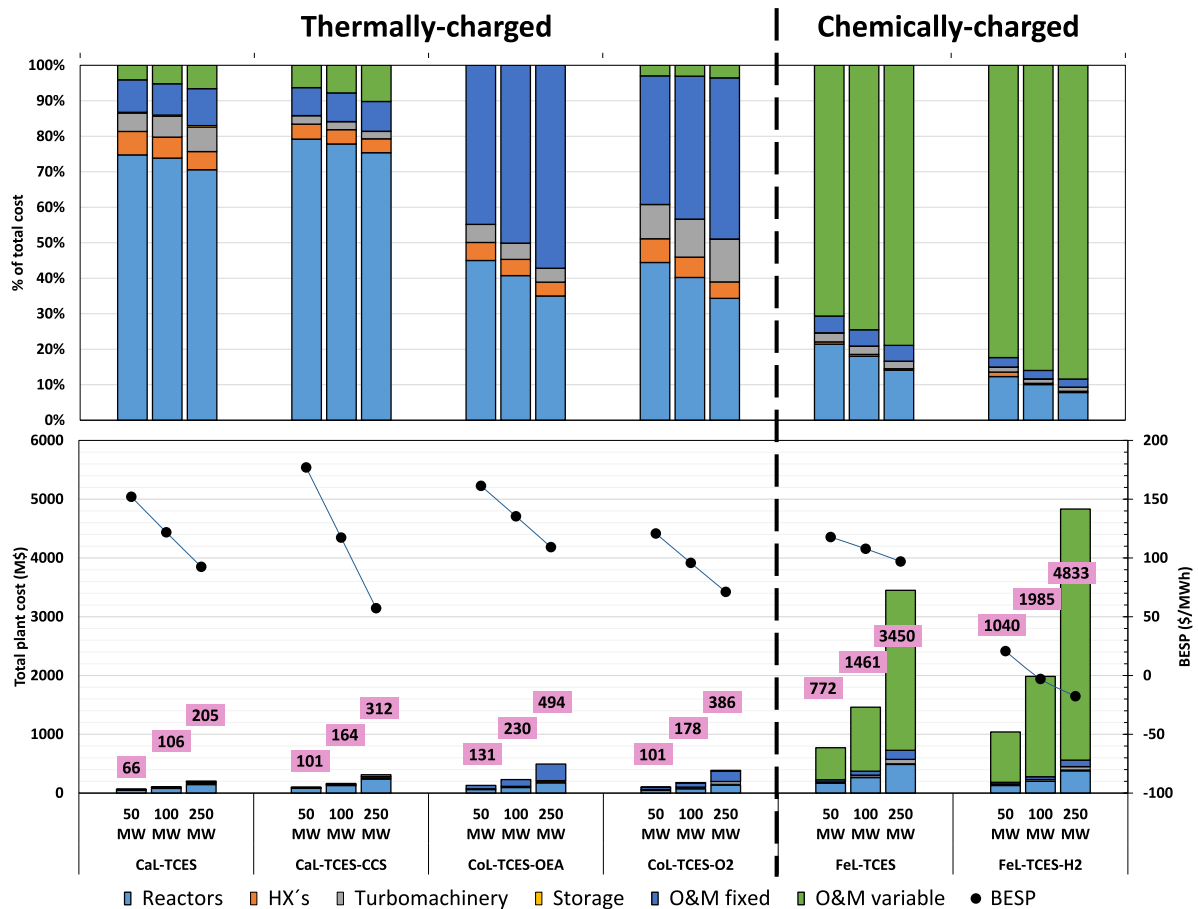 Thermally-charged
Chemically-charged
% of total cost
100%
90%
80%
70%
60%
50%
40%
30%
20%
10%
0%
Total plant cost (M$)
6000
5000
4000
3000
2000
1000
0
66
106
205
101
164
312
131
230
494
101
178
386
772
1461
3450
1040
1985
4833
200
150
100
50
0
-50
-100
BESP ($/MWh)
50 MW
100 MW
250 MW
50 MW
100 MW
250 MW
50 MW
100 MW
250 MW
50 MW
100 MW
250 MW
50 MW
100 MW
250 MW
50 MW
100 MW
250 MW
CaL-TCES
CaL-TCES-CCS
CoL-TCES-OEA
CoL-TCES-O2
FeL-TCES
FeL-TCES-H2
Reactors
HX´s
Turbomachinery
Storage
O&M fixed
O&M variable
BESP